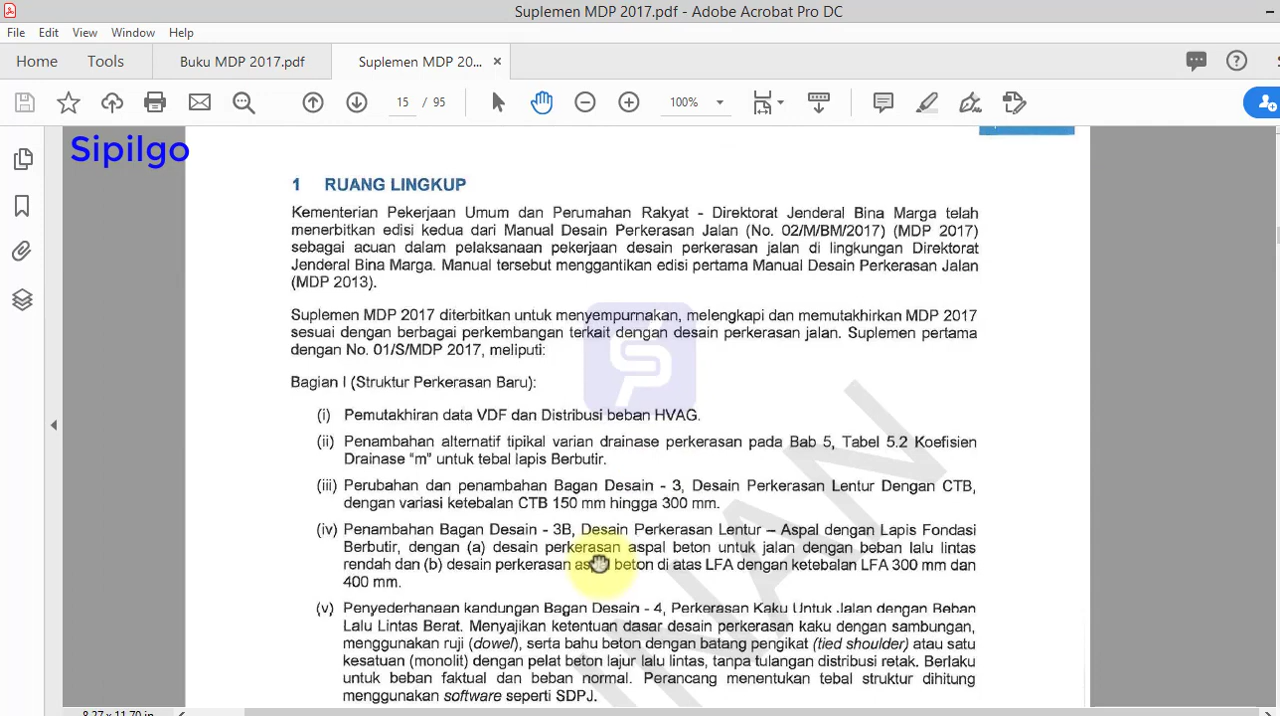 Suplemen MDP 2017.pdf - Adobe Acrobat Pro DC
File Edit View Window Help
Home Tools Buku MDP 2017.pdf Suplemen MDP 20... ×
15 / 95 100%
Sipilgo
1 RUANG LINGKUP
Kementerian Pekerjaan Umum dan Perumahan Rakyat - Direktorat Jenderal Bina Marga telah
menerbitkan edisi kedua dari Manual Desain Perkerasan Jalan (No. 02/M/BM/2017) (MDP 2017)
sebagai acuan dalam pelaksanaan pekerjaan desain perkerasan jalan di lingkungan Direktorat
Jenderal Bina Marga. Manual tersebut menggantikan edisi pertama Manual Desain Perkerasan Jalan
(MDP 2013).
Suplemen MDP 2017 diterbitkan untuk menyempurnakan, melengkapi dan memutakhirkan MDP 2017
sesuai dengan berbagai perkembangan terkait dengan desain perkerasan jalan. Suplemen pertama
dengan No. 01/S/MDP 2017, meliputi:
Bagian I (Struktur Perkerasan Baru):
(i) Pemutakhiran data VDF dan Distribusi beban HVAG.
(ii) Penambahan alternatif tipikal varian drainase perkerasan pada Bab 5, Tabel 5.2 Koefisien
Drainase "m" untuk tebal lapis Berbutir.
(iii) Perubahan dan penambahan Bagan Desain - 3, Desain Perkerasan Lentur Dengan CTB,
dengan variasi ketebalan CTB 150 mm hingga 300 mm.
(iv) Penambahan Bagan Desain - 3B, Desain Perkerasan Lentur – Aspal dengan Lapis Fondasi
Berbutir, dengan (a) desain perkerasan aspal beton untuk jalan dengan beban lalu lintas
rendah dan (b) desain perkerasan aspal beton di atas LFA dengan ketebalan LFA 300 mm dan
400 mm.
(v) Penyederhanaan kandungan Bagan Desain - 4, Perkerasan Kaku Untuk Jalan dengan Beban
Lalu Lintas Berat. Menyajikan ketentuan dasar desain perkerasan kaku dengan sambungan,
menggunakan ruji (dowel), serta bahu beton dengan batang pengikat (tied shoulder) atau satu
kesatuan (monolit) dengan pelat beton lajur lalu lintas, tanpa tulangan distribusi retak. Berlaku
untuk beban faktual dan beban normal. Perancang menentukan tebal struktur dihitung
menggunakan software seperti SDPJ.
8,27 x 11,70 in